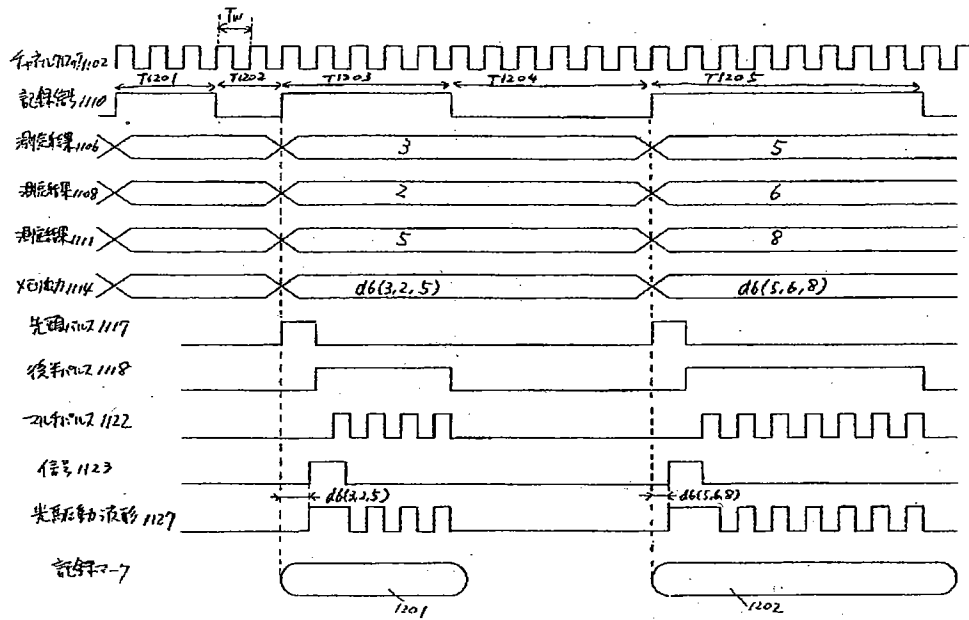 Tw
チャネルクロック1102
T1201 T1202 T1203 T1204 T1205
記録信号1110
測定結果1106 3 5
測定結果1108 2 6
測定結果1111 5 8
メモリ出力1114 d6(3,2,5) d6(5,6,8)
先頭パルス1117
後半パルス1118
マルチパルス1122
信号1123
d6(3,2,5) d6(5,6,8)
光駆動波形1127
記録マーク
1201 1202